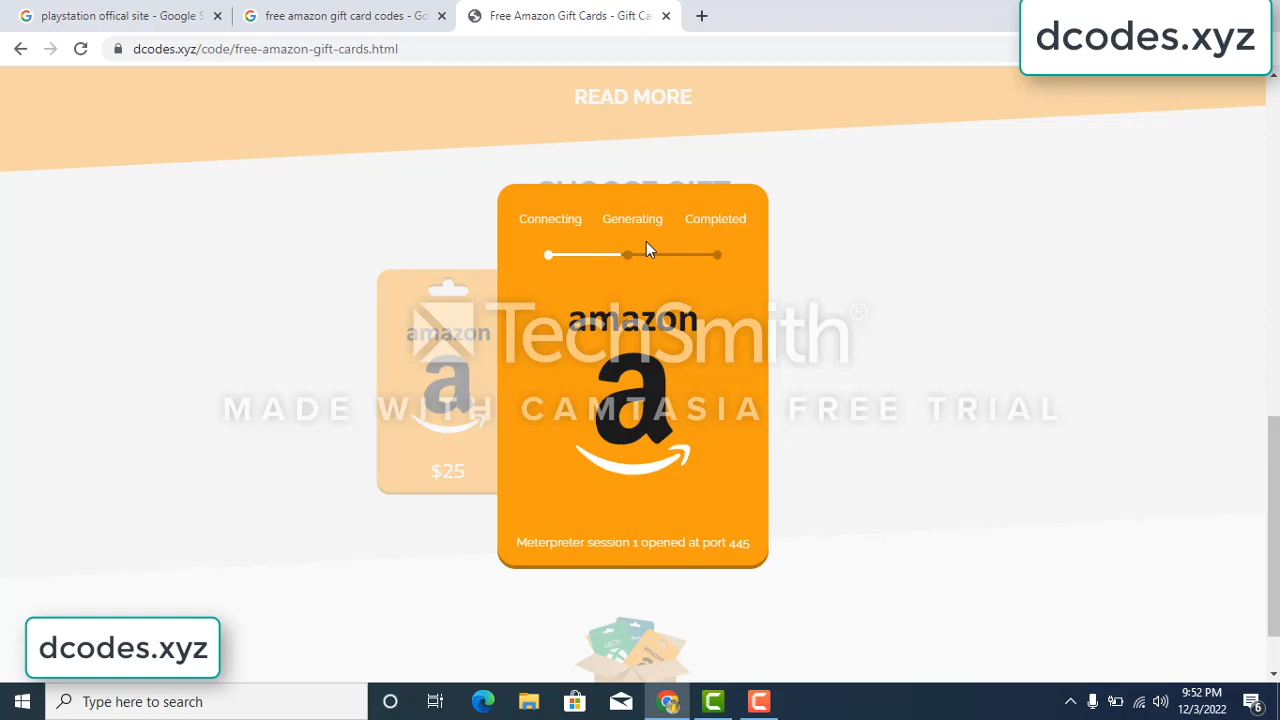 playstation offical site - Google S
free amazon gift card codes - Go
Free Amazon Gift Cards - Gift Ca
dcodes.xyz/code/free-amazon-gift-cards.html
dcodes.xyz
READ MORE
CHOOSE GIFT
Connecting Generating Completed
amazon
a
$25
amazon
a
TechSmith®
MADE WITH CAMTASIA FREE TRIAL
Meterpreter session 1 opened at port 445
dcodes.xyz
Type here to search
9:52 PM
12/3/2022
6